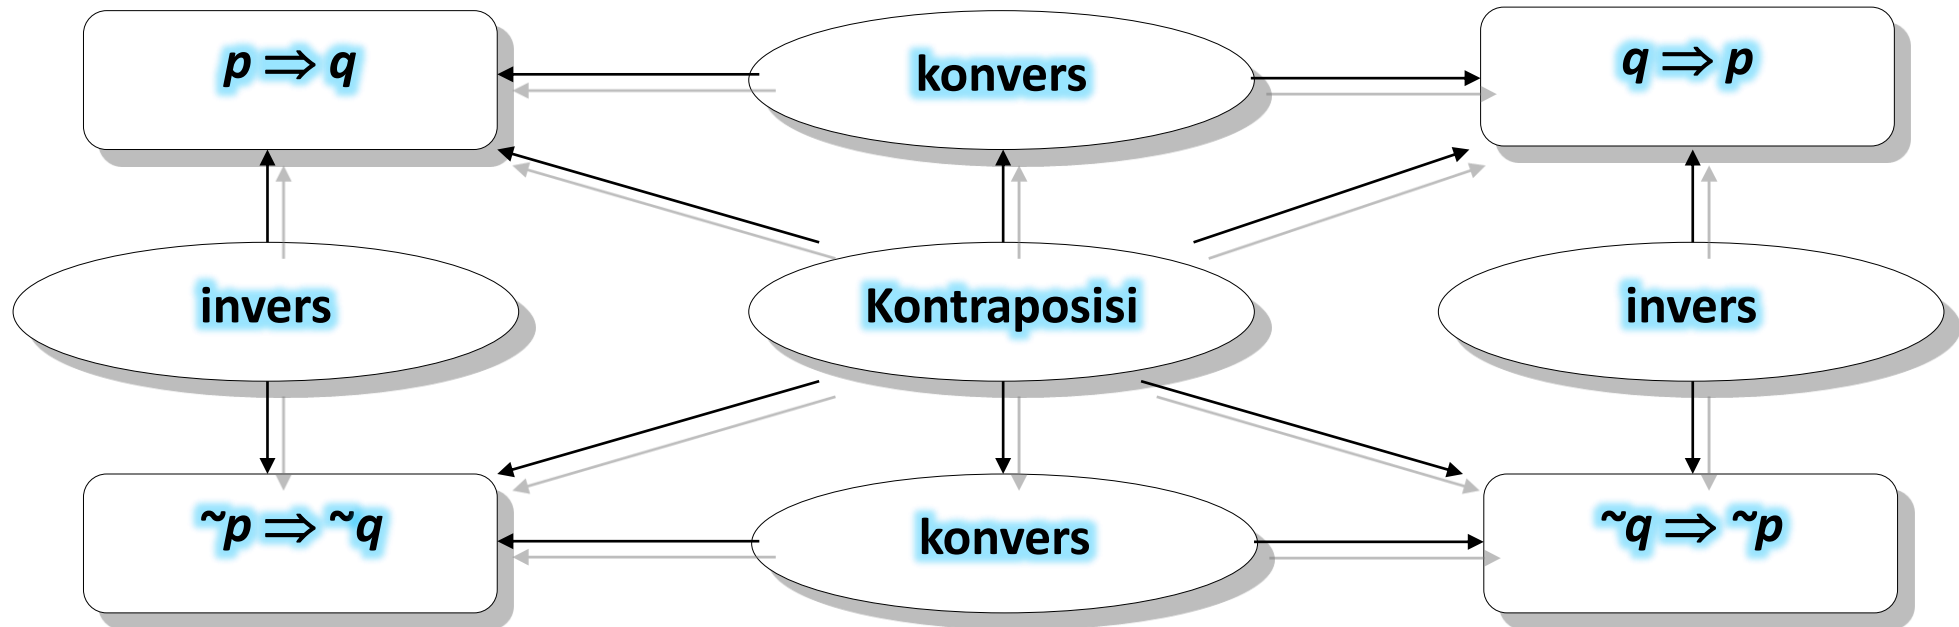 p ⇒ q
konvers
q ⇒ p
invers
Kontraposisi
invers
~p ⇒ ~q
konvers
~q ⇒ ~p